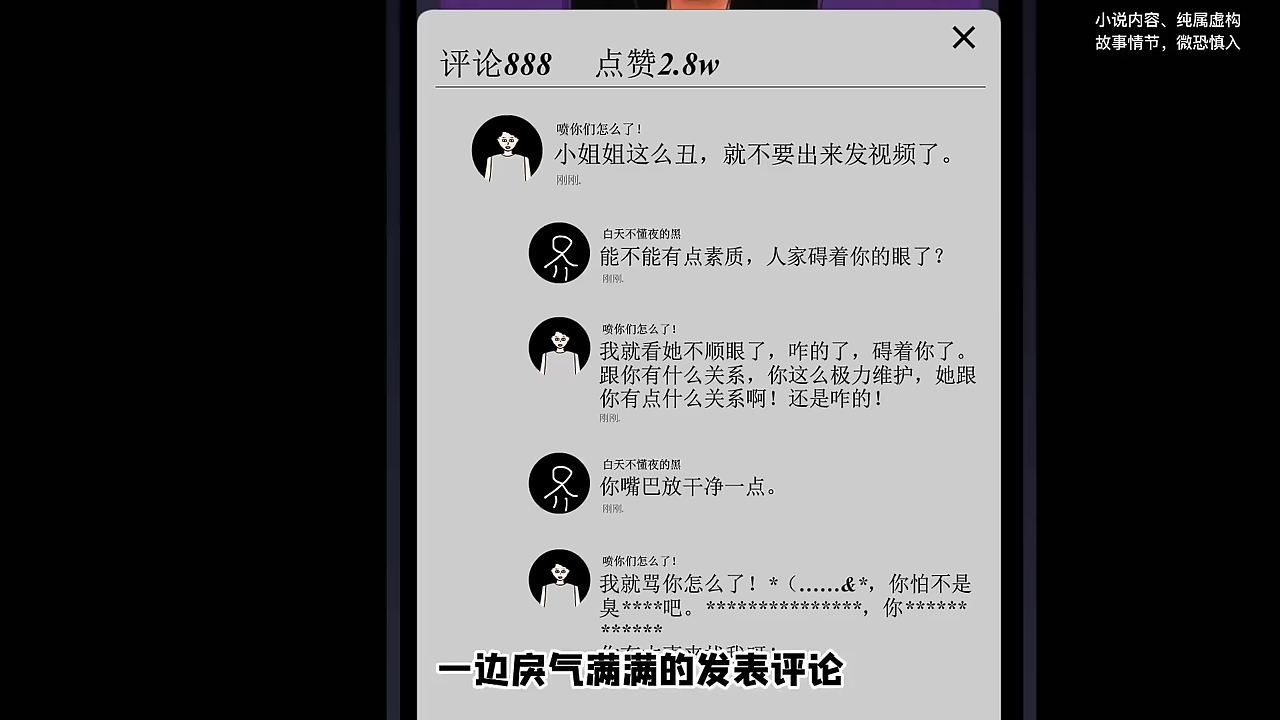 小说内容、纯属虚构
故事情节，微恐慎入
评论888 点赞2.8w
喷你们怎么了！
小姐姐这么丑，就不要出来发视频了。
刚刚.
白天不懂夜的黑
能不能有点素质，人家碍着你的眼了？
刚刚.
喷你们怎么了！
我就看她不顺眼了，咋的了，碍着你了。
跟你有什么关系，你这么极力维护，她跟
你有点什么关系啊！还是咋的！
刚刚.
白天不懂夜的黑
你嘴巴放干净一点。
刚刚.
喷你们怎么了！
我就骂你怎么了！*（……&*，你怕不是
臭****吧。***************，你******
******
一边戾气满满的发表评论